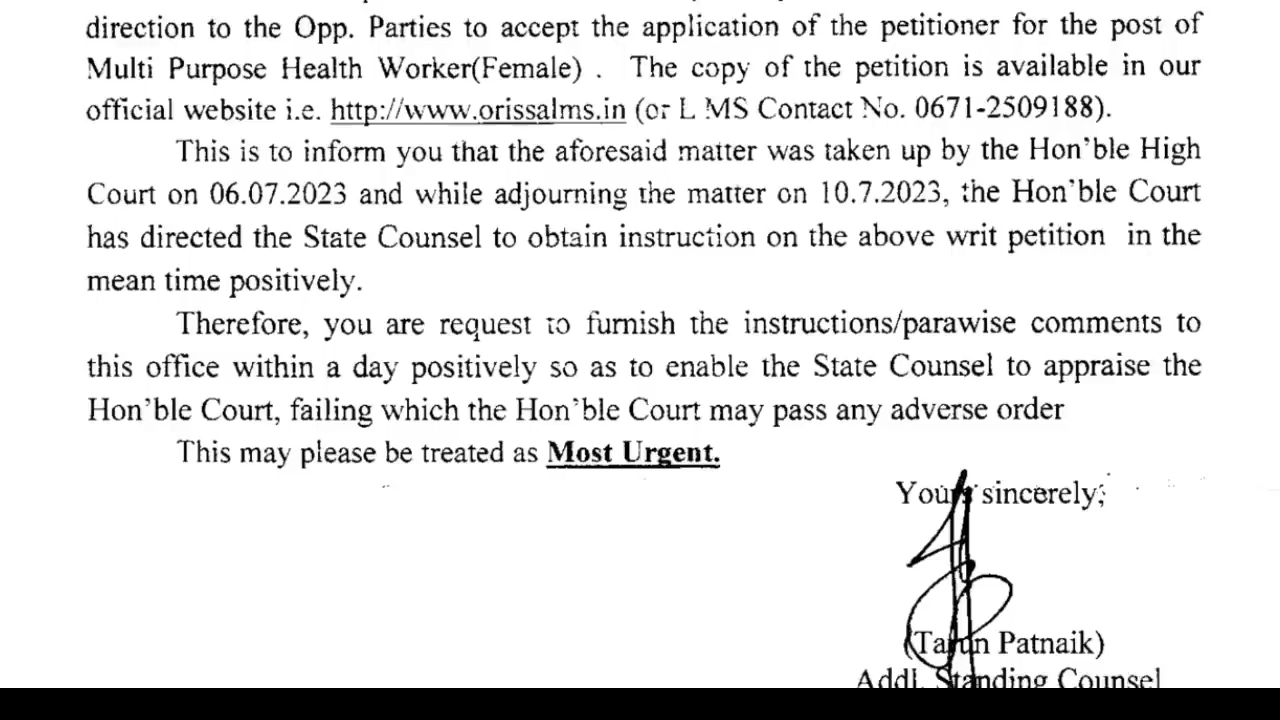 direction to the Opp. Parties to accept the application of the petitioner for the post of
Multi Purpose Health Worker(Female) . The copy of the petition is available in our
official website i.e. http://www.orissalms.in (or L MS Contact No. 0671-2509188).
This is to inform you that the aforesaid matter was taken up by the Hon'ble High
Court on 06.07.2023 and while adjourning the matter on 10.7.2023, the Hon'ble Court
has directed the State Counsel to obtain instruction on the above writ petition in the
mean time positively.
Therefore, you are request to furnish the instructions/parawise comments to
this office within a day positively so as to enable the State Counsel to appraise the
Hon'ble Court, failing which the Hon'ble Court may pass any adverse order
This may please be treated as Most Urgent.
Yours sincerely,
(Tarun Patnaik)
Addl. Standing Counsel